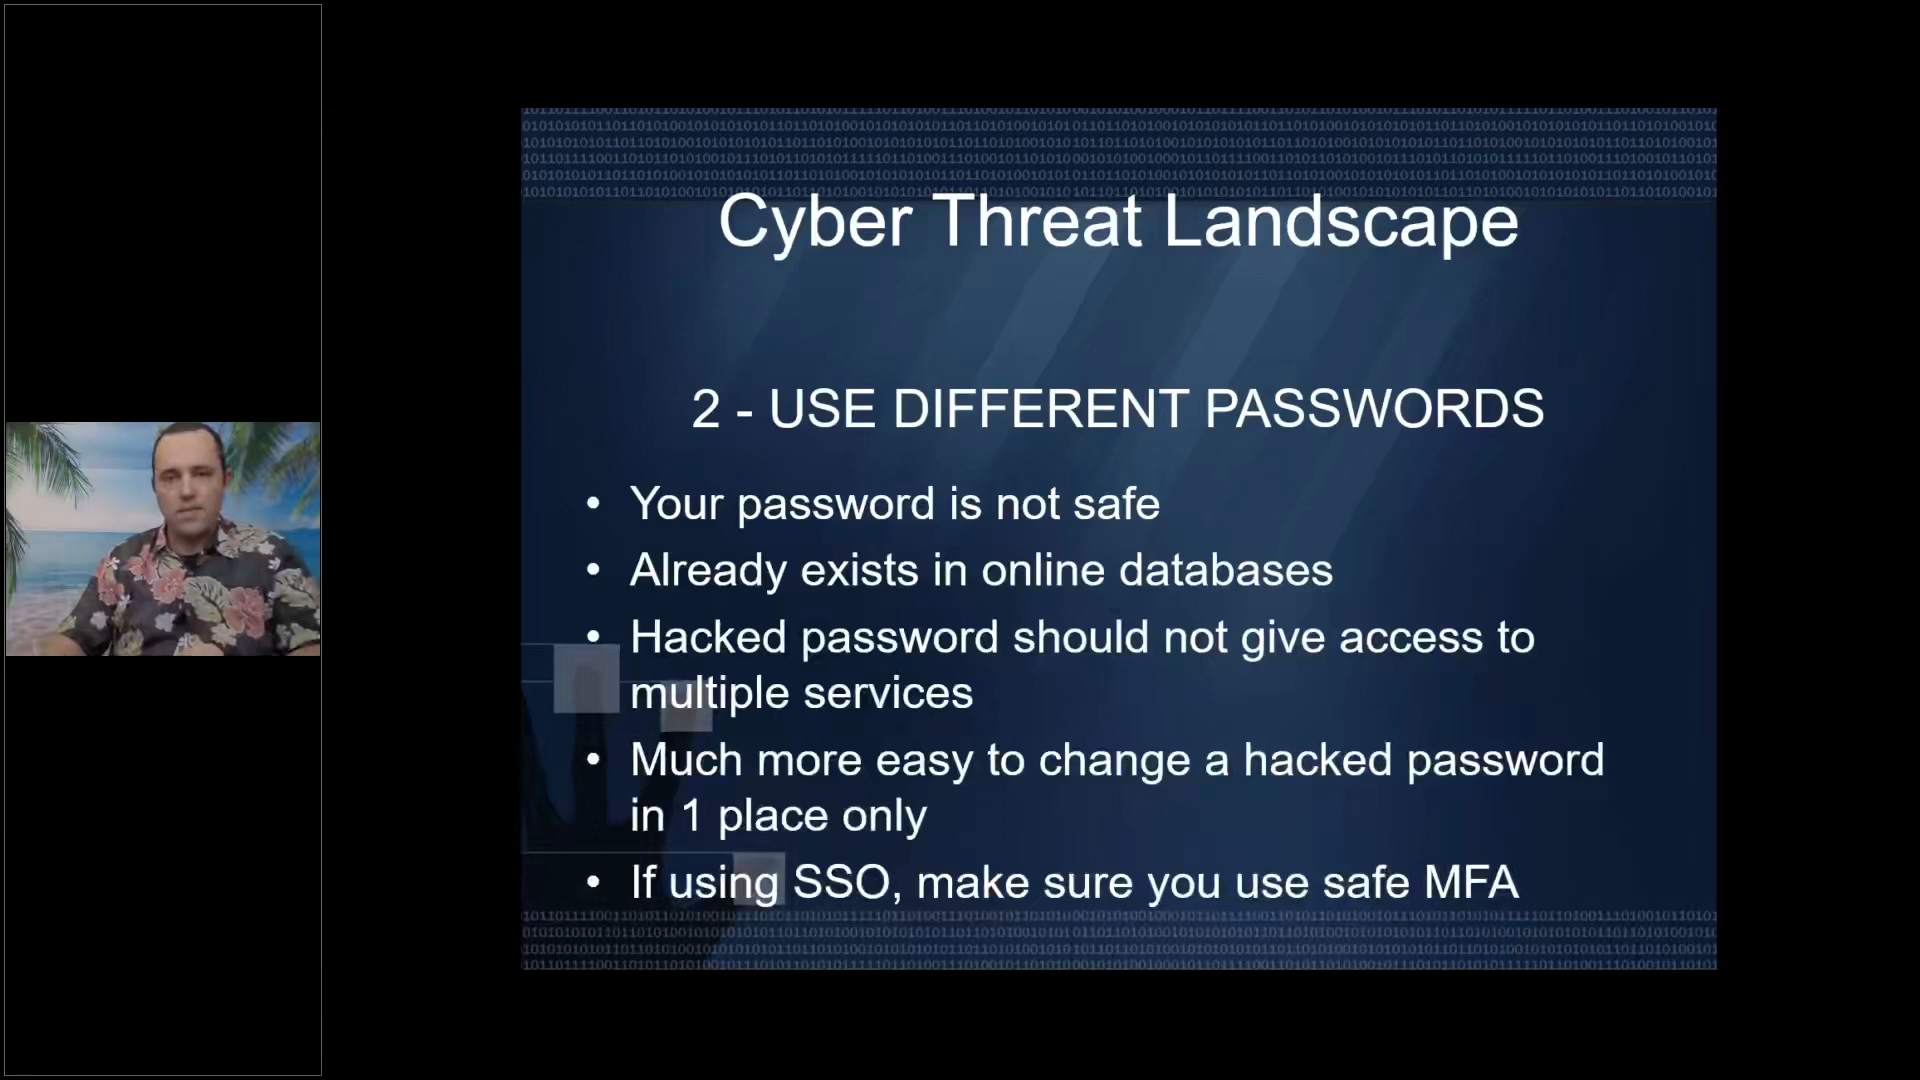 Cyber Threat Landscape
2 - USE DIFFERENT PASSWORDS
• Your password is not safe
• Already exists in online databases
• Hacked password should not give access to
multiple services
• Much more easy to change a hacked password
in 1 place only
• If using SSO, make sure you use safe MFA